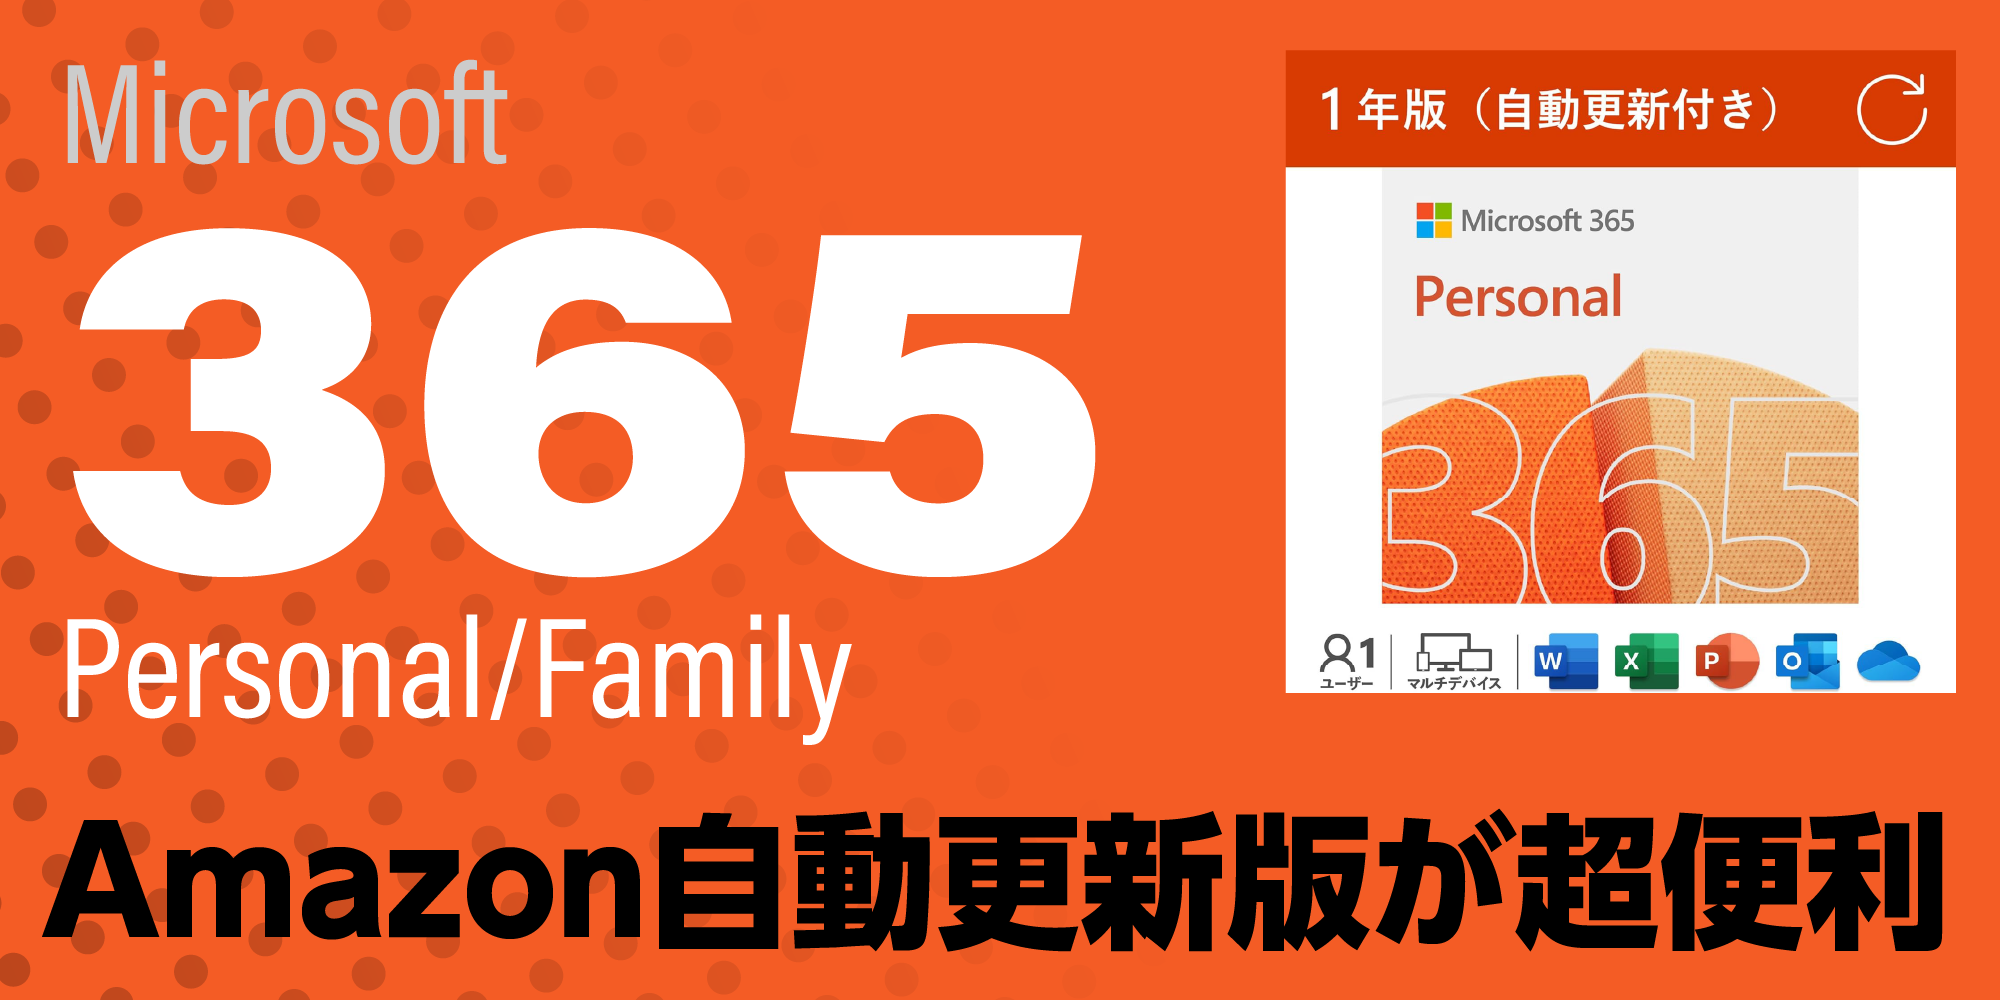 Microsoft
365
Personal/Family
Amazon自動更新版が超便利
1年版（自動更新付き）
Microsoft 365
Personal
365
1
ユーザー
マルチデバイス
W
X
P
O